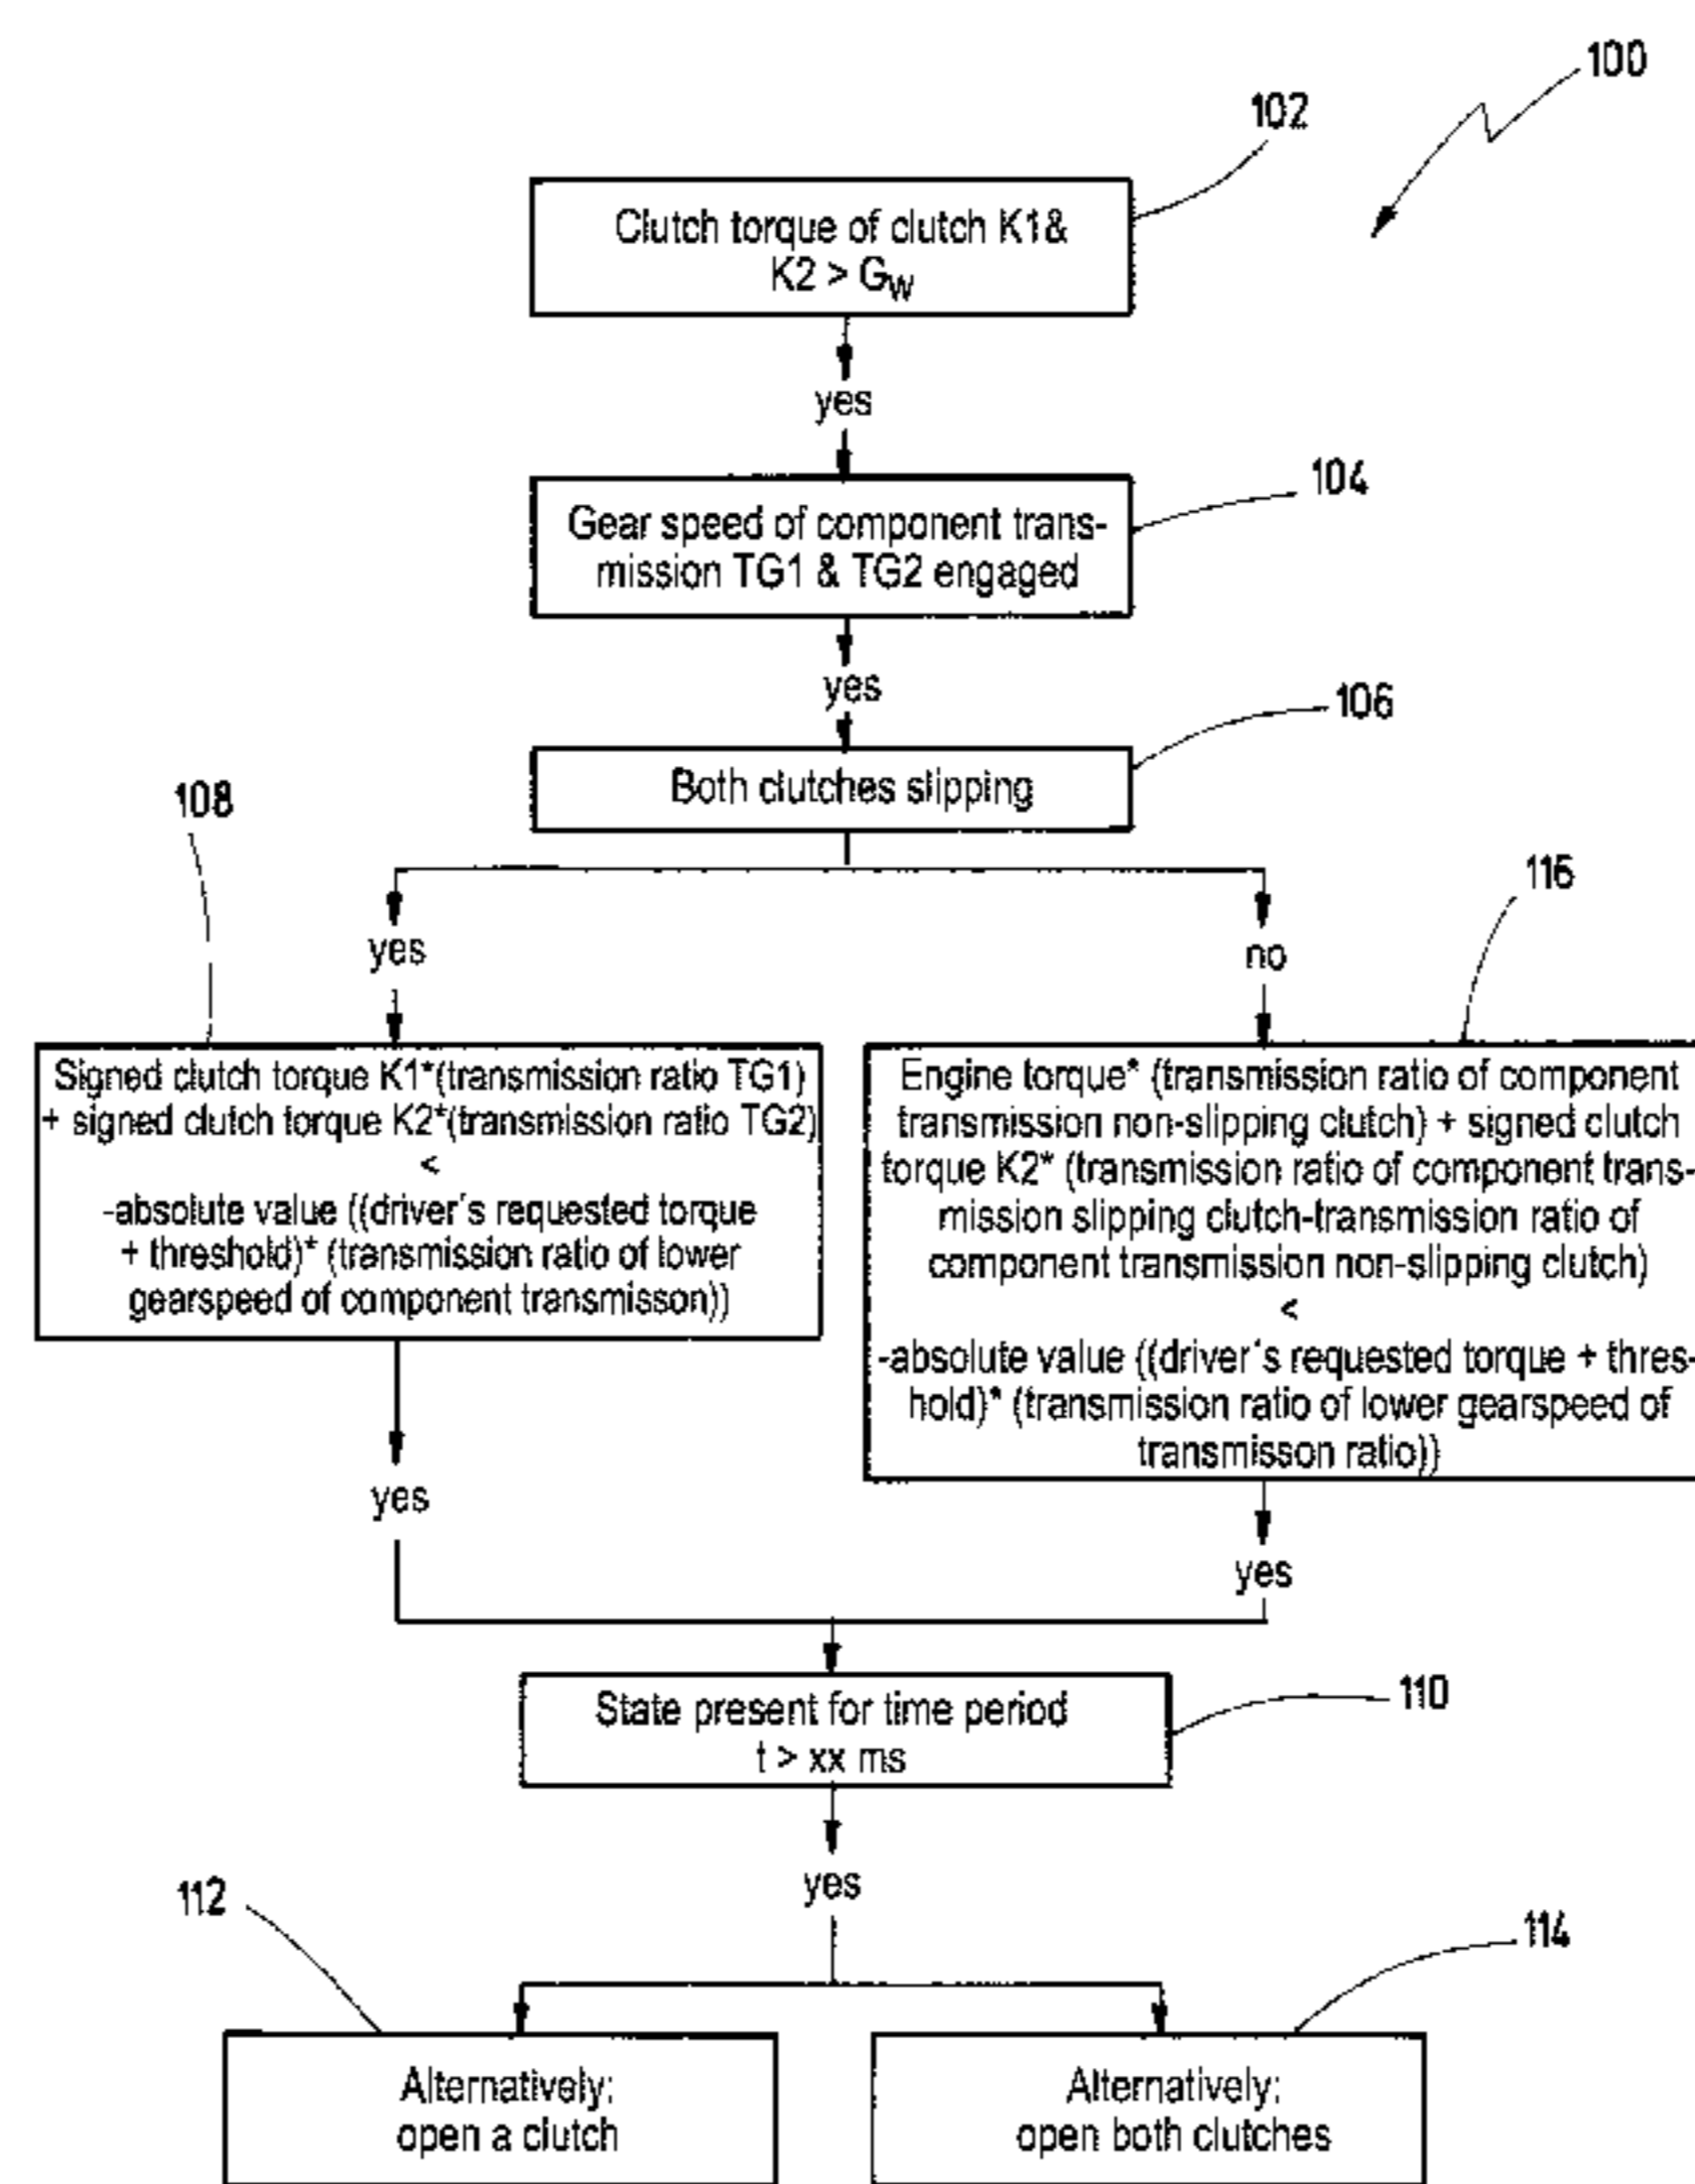 100
102
Clutch torque of clutch K1&
K2 > GW
yes
104
Gear speed of component trans-
mission TG1 & TG2 engaged
yes
106
Both clutches slipping
108
116
yes
no
Signed clutch torque K1*(transmission ratio TG1)
+ signed clutch torque K2*(transmission ratio TG2)
<
-absolute value ((driver´s requested torque
+ threshold)* (transmission ratio of lower
gearspeed of component transmisson))
Engine torque* (transmission ratio of component
transmission non-slipping clutch) + signed clutch
torque K2* (transmission ratio of component trans-
mission slipping clutch-transmission ratio of
component transmission non-slipping clutch)
<
-absolute value ((driver´s requested torque + thres-
hold)* (transmission ratio of lower gearspeed of
transmisson ratio))
yes
yes
State present for time period
t > xx ms
110
yes
112
114
Alternatively:
open a clutch
Alternatively:
open both clutches